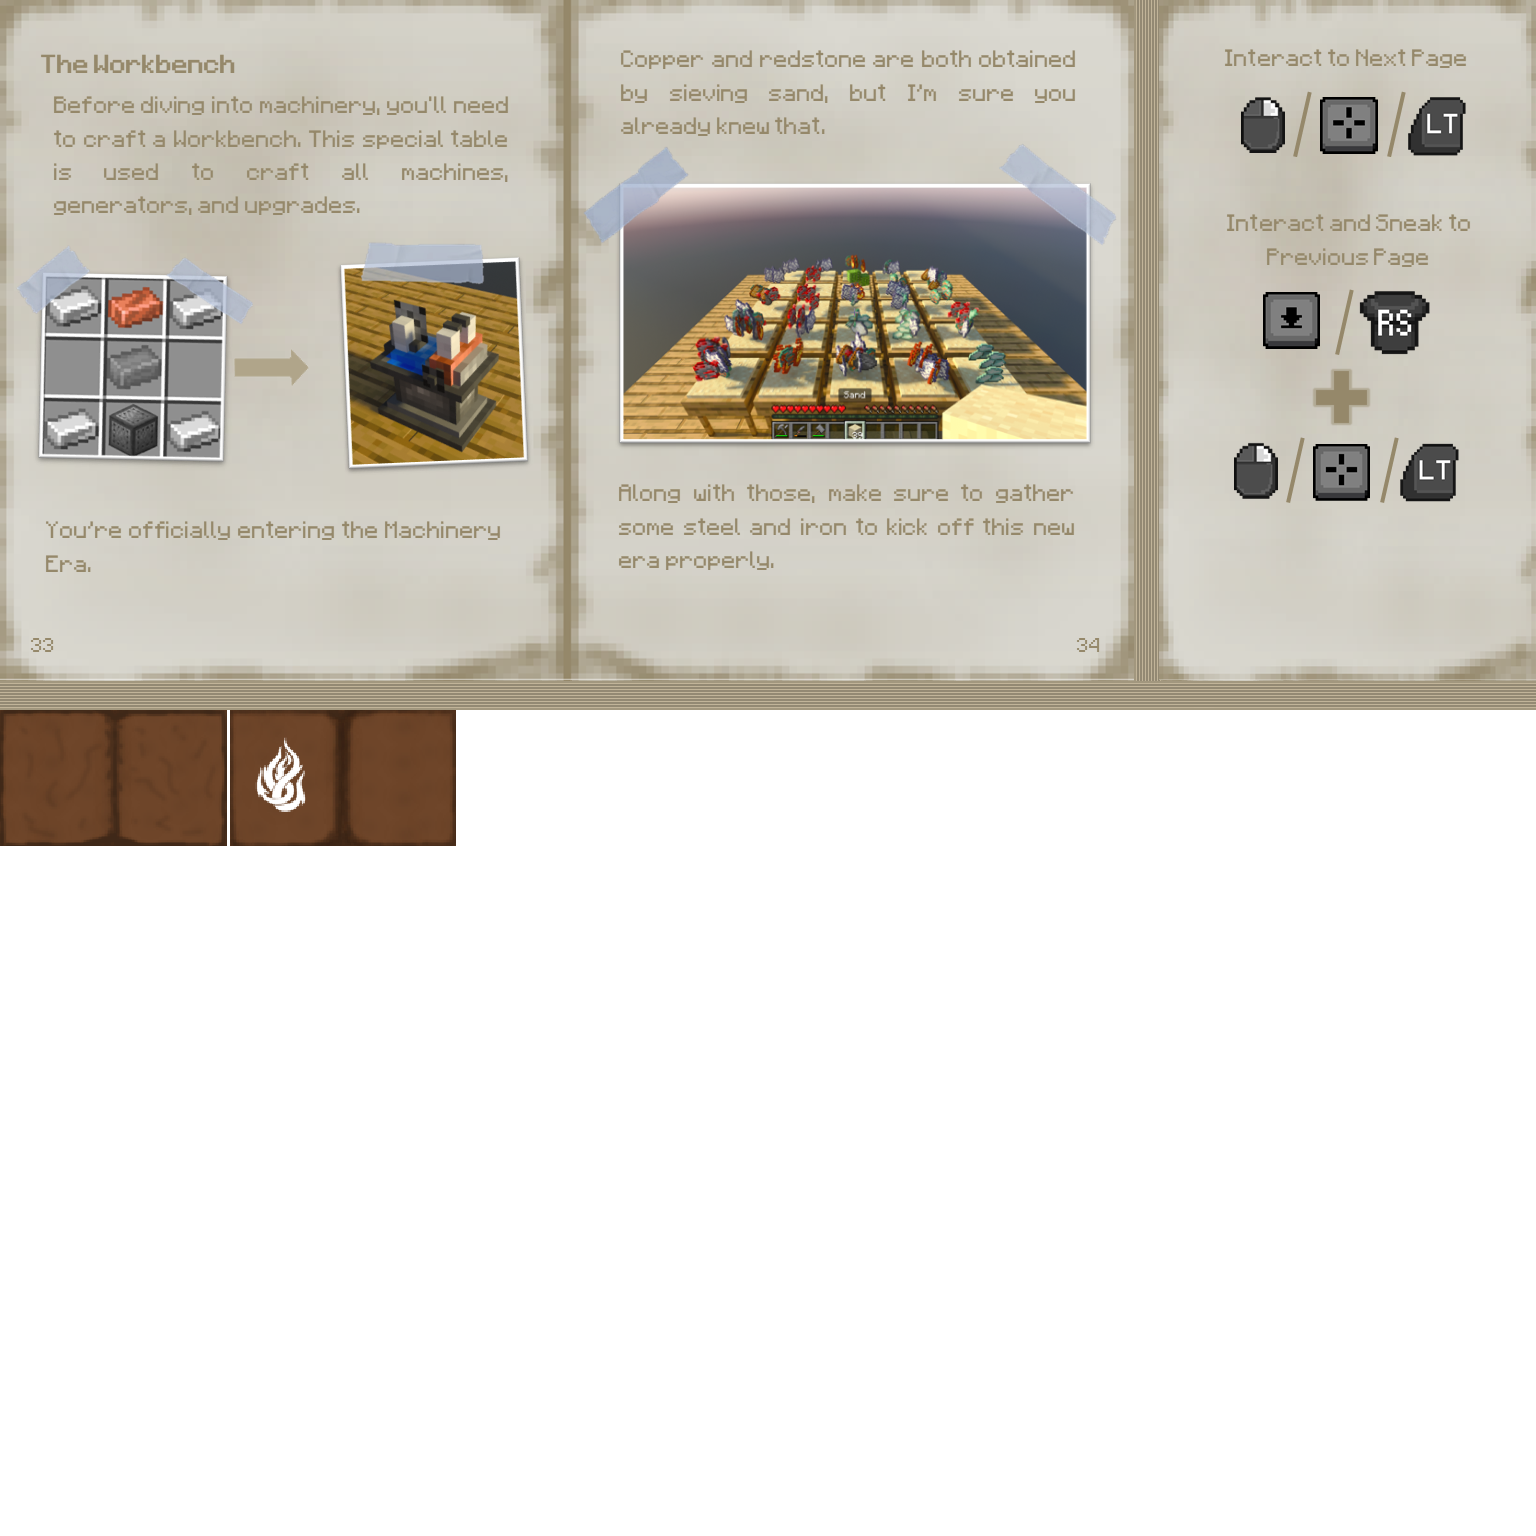 The Workbench
Before diving into machinery, you'll need
to craft a Workbench. This special table
is used to craft all machines,
generators, and upgrades.
You're officially entering the Machinery
Era.
33
Copper and redstone are both obtained
by sieving sand, but I'm sure you
already knew that.
Sand
Along with those, make sure to gather
some steel and iron to kick off this new
era properly.
34
Interact to Next Page
LT
Interact and Sneak to
Previous Page
RS
LT